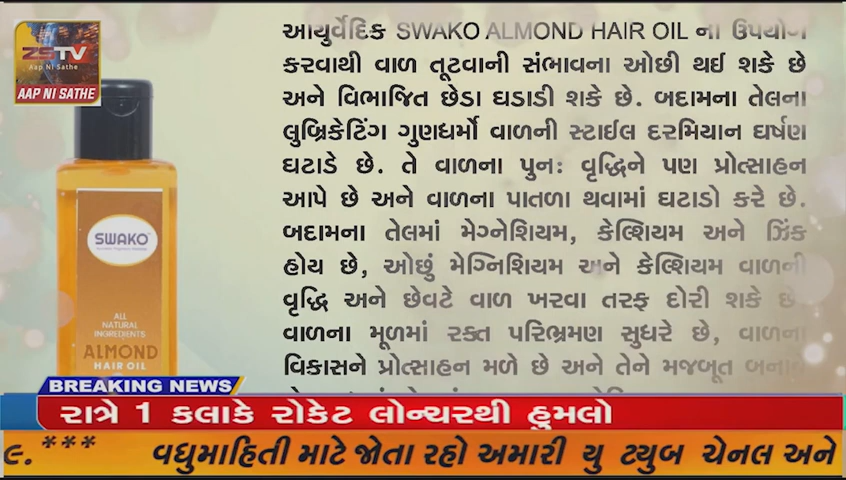 ZSTV
Aap Ni Sathe
AAP NI SATHE
આયુર્વેદિક SWAKO ALMOND HAIR OIL ના ઉપયોગ
કરવાથી વાળ તૂટવાની સંભાવના ઓછી થઈ શકે છે
અને વિભાજિત છેડા ઘડાડી શકે છે. બદામના તેલના
લુબ્રિકેટિંગ ગુણધર્મો વાળની સ્ટાઈલ દરમિયાન ઘર્ષણ
ઘટાડે છે. તે વાળના પુનઃ વૃદ્ધિને પણ પ્રોત્સાહન
આપે છે અને વાળના પાતળા થવામાં ઘટાડો કરે છે.
બદામના તેલમાં મેગ્નેશિયમ, કેલ્શિયમ અને ઝિંક
હોય છે, ઓછું મેગ્નિશિયમ અને કેલ્શિયમ વાળની
વૃદ્ધિ અને છેવટે વાળ ખરવા તરફ દોરી શકે છે
વાળના મૂળમાં રક્ત પરિભ્રમણ સુધરે છે, વાળના
વિકાસને પ્રોત્સાહન મળે છે અને તેને મજબૂત બનાવે
SWAKO
ALL
NATURAL
INGREDIENTS
ALMOND
HAIR OIL
BREAKING NEWS
રાત્રે 1 કલાકે રોકેટ લોન્ચરથી હુમલો
૯. *** વધુમાહિતી માટે જોતા રહો અમારી યુ ટ્યુબ ચેનલ અને